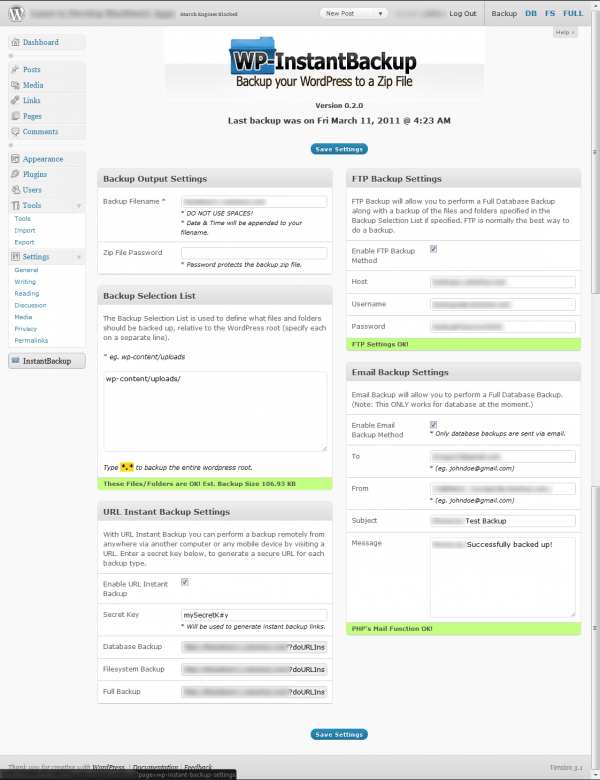 Search Engines Blocked
New Post
Log Out
Backup DB FS FULL
Help
Dashboard
Posts
Media
Links
Pages
Comments
Appearance
Plugins
Users
Tools
Tools
Import
Export
Settings
General
Writing
Reading
Discussion
Media
Privacy
Permalinks
InstantBackup
WP-InstantBackup
Backup your WordPress to a Zip File
Version 0.2.0
Last backup was on Fri March 11, 2011 @ 4:23 AM
Save Settings
Backup Output Settings
Backup Filename *
* DO NOT USE SPACES!
* Date & Time will be appended to your
filename.
Zip File Password
* Password protects the backup zip file.
Backup Selection List
The Backup Selection List is used to define what files and folders
should be backed up, relative to the WordPress root (specify each
on a separate line).
* eg. wp-content/uploads
wp-content/uploads/
Type *.* to backup the entire wordpress root.
These Files/Folders are OK! Est. Backup Size 106.93 KB
URL Instant Backup Settings
With URL Instant Backup you can perform a backup remotely from
anywhere via another computer or any mobile device by visiting a
URL. Enter a secret key below, to generate a secure URL for each
backup type.
Enable URL Instant
Backup
Secret Key
mySecretK#y
* Will be used to generate instant backup links.
Database Backup
?doURLIns
Filesystem Backup
?doURLIns
Full Backup
?doURLIns
FTP Backup Settings
FTP Backup will allow you to perform a Full Database Backup
along with a backup of the files and folders specified in the
Backup Selection List if specified. FTP is normally the best way to
do a backup.
Enable FTP Backup
Method
Host
Username
Password
FTP Settings OK!
Email Backup Settings
Email Backup will allow you to perform a Full Database Backup.
(Note: This ONLY works for database at the moment.)
Enable Email
Backup Method
* Only database backups are sent via email.
To
* (eg. johndoe@gmail.com)
From
* (eg. johndoe@gmail.com)
Subject
Test Backup
Message
Successfully backed up!
PHP's Mail Function OK!
Save Settings
Thank you for creating with WordPress. | Documentation | Feedback
Version 3.1
?page=wp-instant-backup-settings